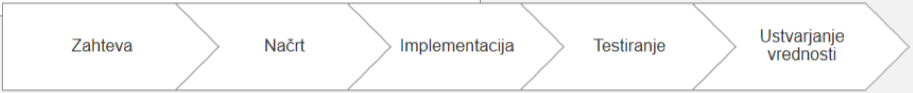 Zahteva
Načrt
Implementacija
Testiranje
Ustvarjanje
vrednosti